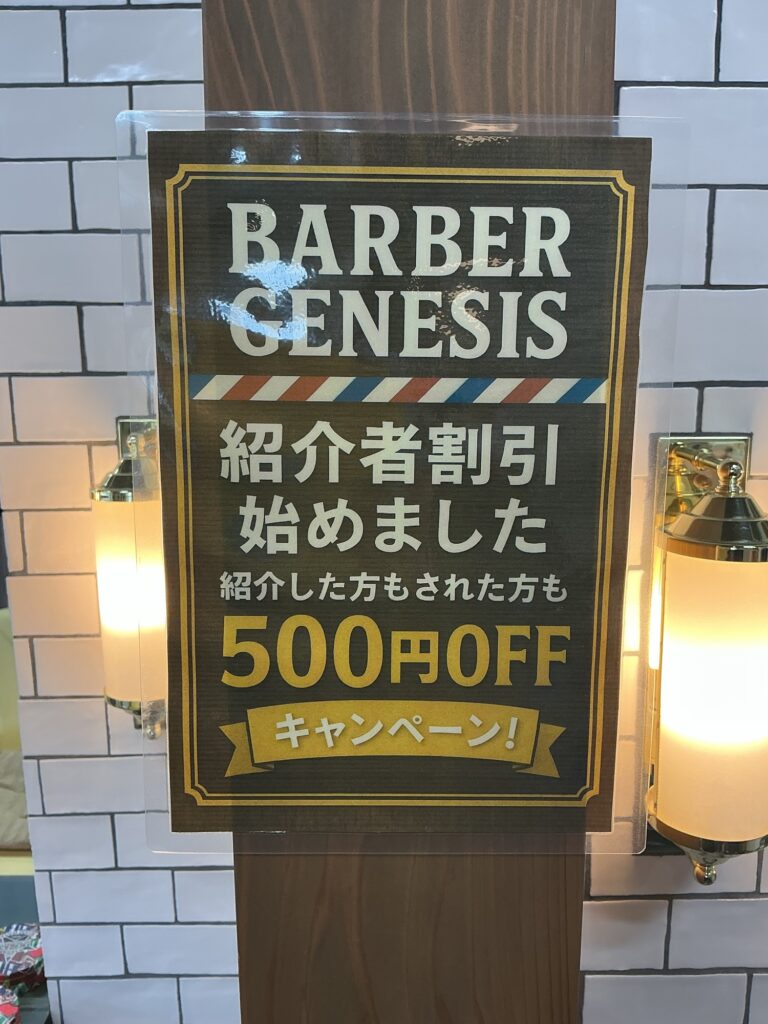 BARBER
GENESIS
紹介者割引
始めました
紹介した方もされた方も
500円OFF
キャンペーン!